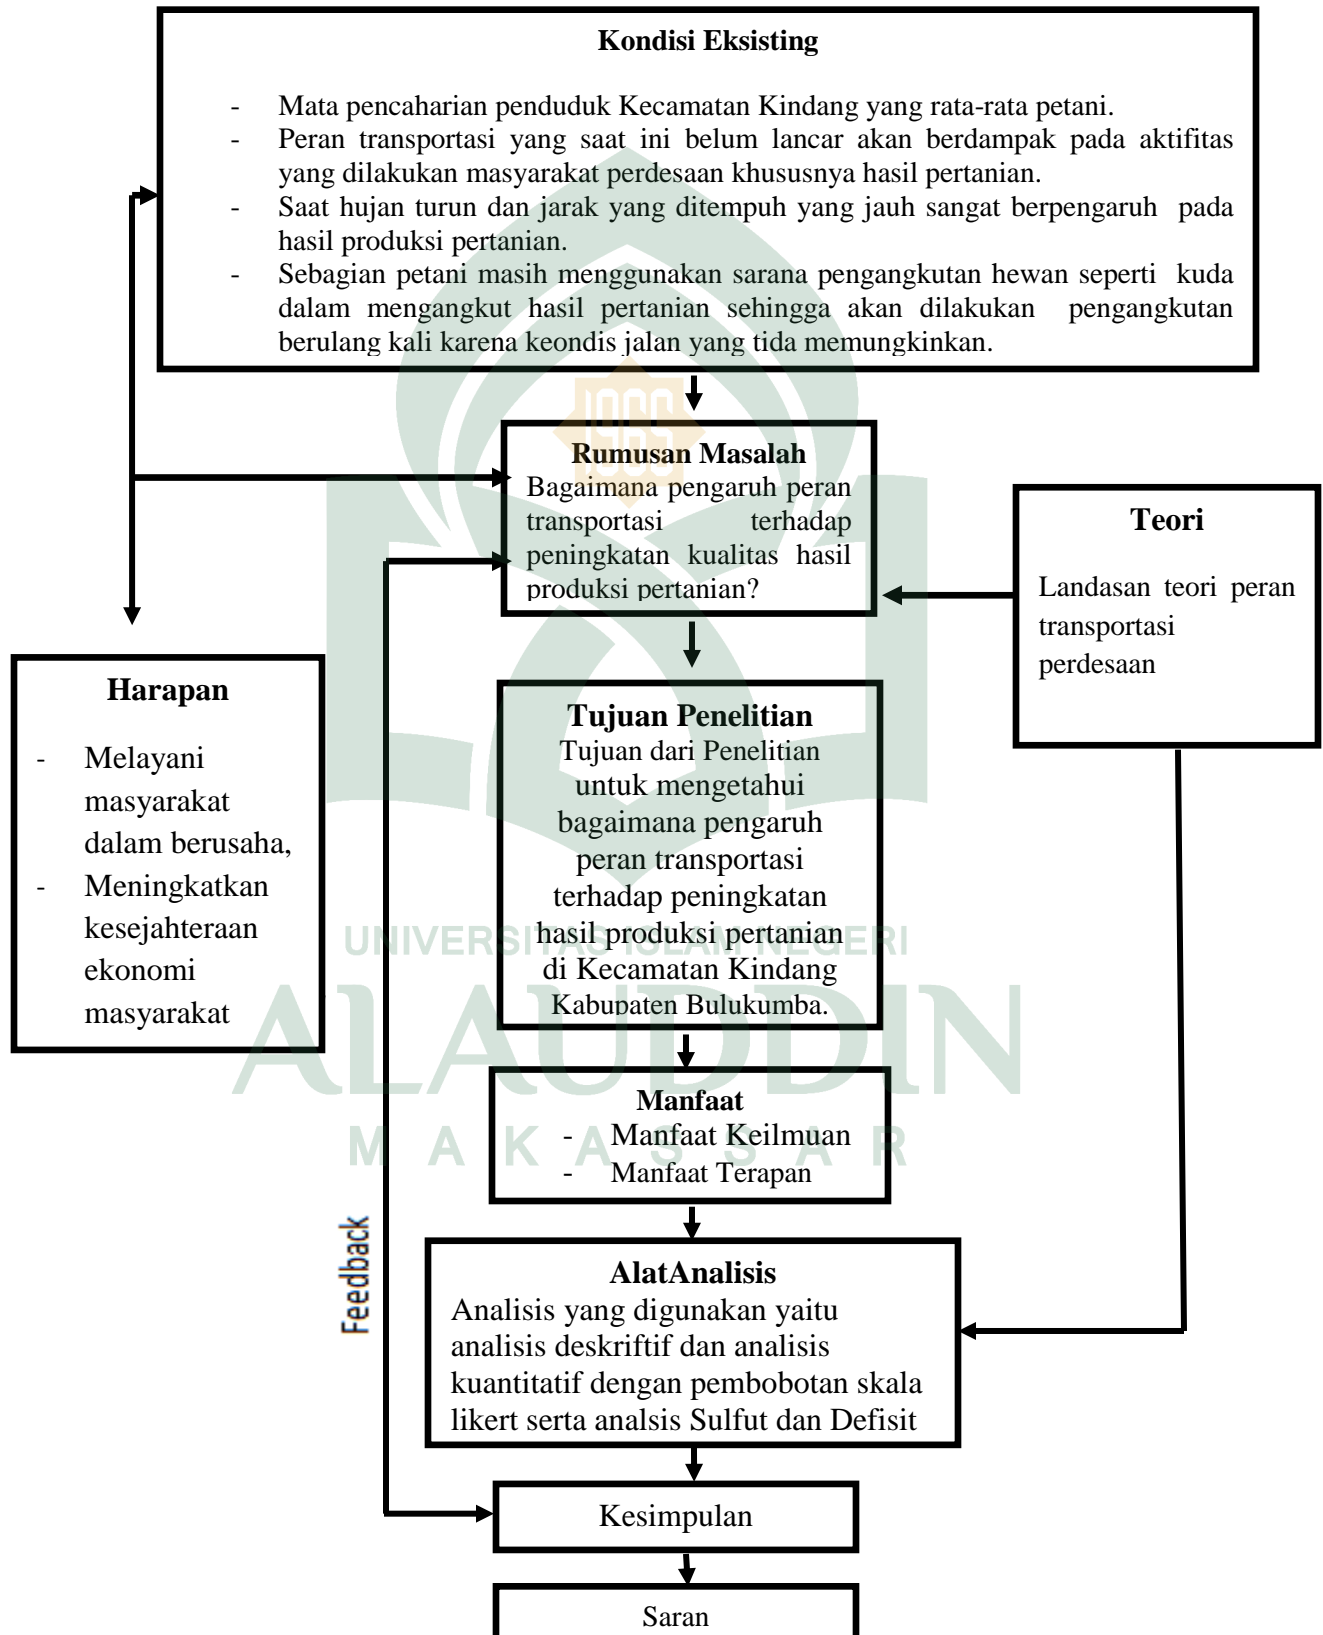 Kondisi Eksisting
- Mata pencaharian penduduk Kecamatan Kindang yang rata-rata petani.
- Peran transportasi yang saat ini belum lancar akan berdampak pada aktifitas
yang dilakukan masyarakat perdesaan khususnya hasil pertanian.
- Saat hujan turun dan jarak yang ditempuh yang jauh sangat berpengaruh pada
hasil produksi pertanian.
- Sebagian petani masih menggunakan sarana pengangkutan hewan seperti kuda
dalam mengangkut hasil pertanian sehingga akan dilakukan pengangkutan
berulang kali karena keondis jalan yang tida memungkinkan.
1965
Rumusan Masalah
Bagaimana pengaruh peran
transportasi terhadap
peningkatan kualitas hasil
produksi pertanian?
Teori
Landasan teori peran
transportasi
perdesaan
Harapan
- Melayani
masyarakat
dalam berusaha,
- Meningkatkan
kesejahteraan
ekonomi
masyarakat
Tujuan Penelitian
Tujuan dari Penelitian
untuk mengetahui
bagaimana pengaruh
peran transportasi
terhadap peningkatan
hasil produksi pertanian
di Kecamatan Kindang
Kabupaten Bulukumba.
UNIVERSITAS ISLAM NEGERI
ALAUDDIN
MAKASSAR
Manfaat
- Manfaat Keilmuan
- Manfaat Terapan
Feedback
AlatAnalisis
Analisis yang digunakan yaitu
analisis deskriftif dan analisis
kuantitatif dengan pembobotan skala
likert serta analsis Sulfut dan Defisit
Kesimpulan
Saran